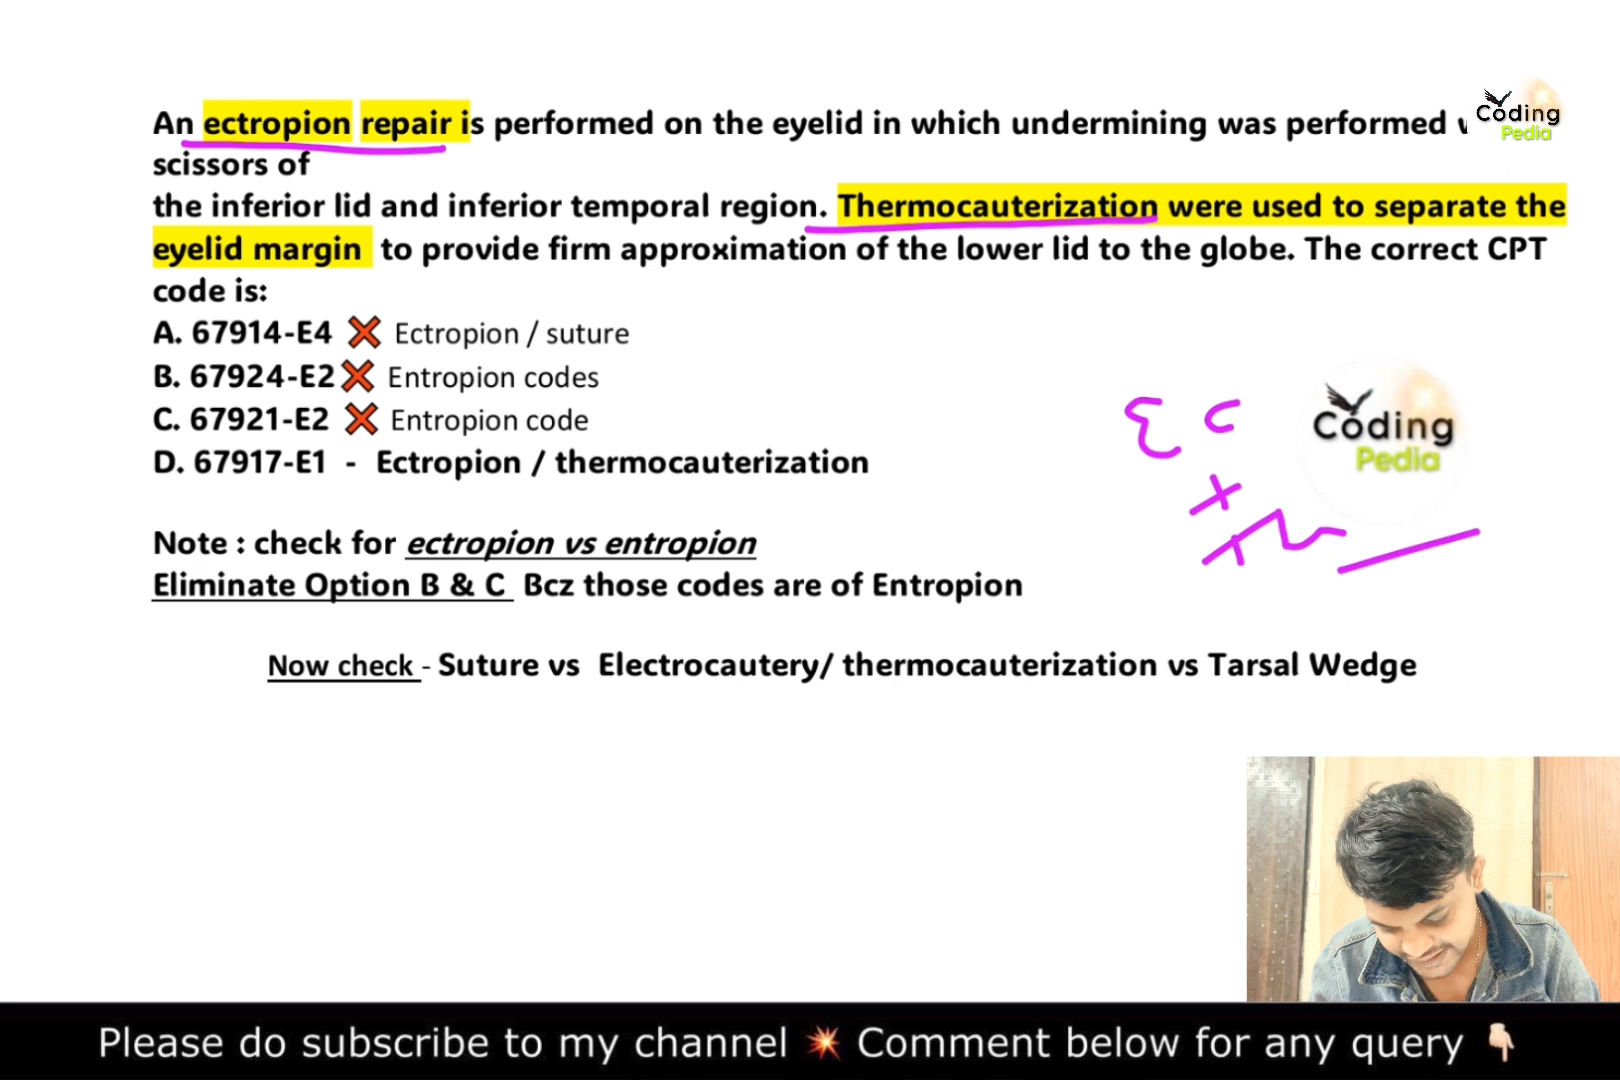 An ectropion repair is performed on the eyelid in which undermining was performed
Coding
Pedia
scissors of
the inferior lid and inferior temporal region. Thermocauterization were used to separate the
eyelid margin to provide firm approximation of the lower lid to the globe. The correct CPT
code is:
A. 67914-E4 ❌ Ectropion / suture
B. 67924-E2 ❌ Entropion codes
C. 67921-E2 ❌ Entropion code
D. 67917-E1 - Ectropion / thermocauterization
EC
+
Th
Coding
Pedia
Note : check for ectropion vs entropion
Eliminate Option B & C Bcz those codes are of Entropion
Now check - Suture vs Electrocautery/ thermocauterization vs Tarsal Wedge
Please do subscribe to my channel 💥 Comment below for any query 👇🏻